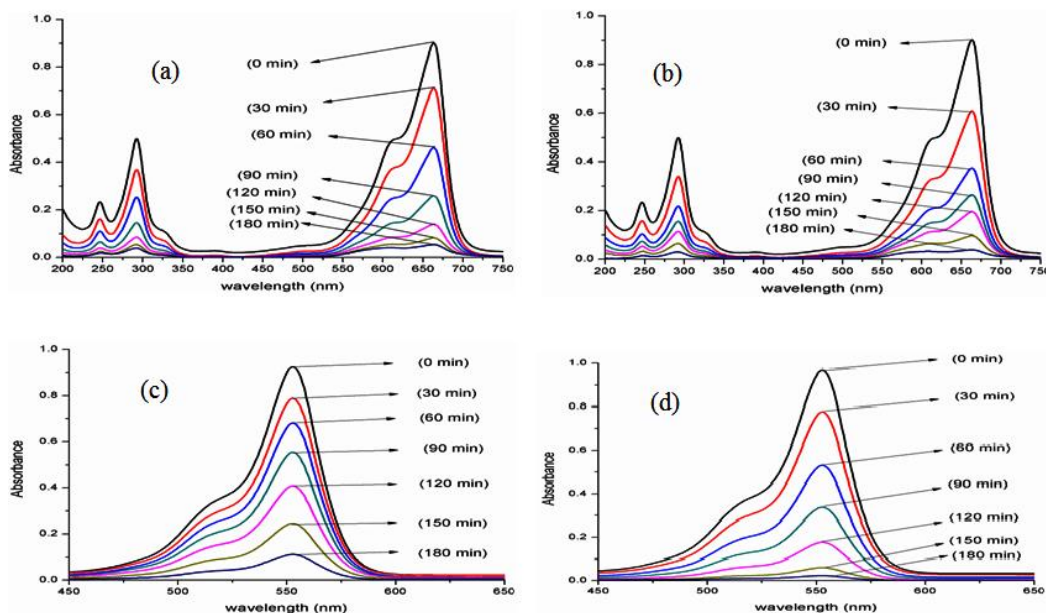 (a)
Absorbance
1.0
0.8
0.6
0.4
0.2
0.0
(0 min)
(30 min)
(60 min)
(90 min)
(120 min)
(150 min)
(180 min)
200 250 300 350 400 450 500 550 600 650 700 750
wavelength (nm)
(b)
Absorbance
1.0
0.8
0.6
0.4
0.2
0.0
(0 min)
(30 min)
(60 min)
(90 min)
(120 min)
(150 min)
(180 min)
200 250 300 350 400 450 500 550 600 650 700 750
wavelength (nm)
(c)
Absorbance
1.0
0.8
0.6
0.4
0.2
0.0
(0 min)
(30 min)
(60 min)
(90 min)
(120 min)
(150 min)
(180 min)
450 500 550 600 650
wavelength (nm)
(d)
Absorbance
1.0
0.8
0.6
0.4
0.2
0.0
(0 min)
(30 min)
(60 min)
(90 min)
(120 min)
(150 min)
(180 min)
450 500 550 600 650
wavelength (nm)